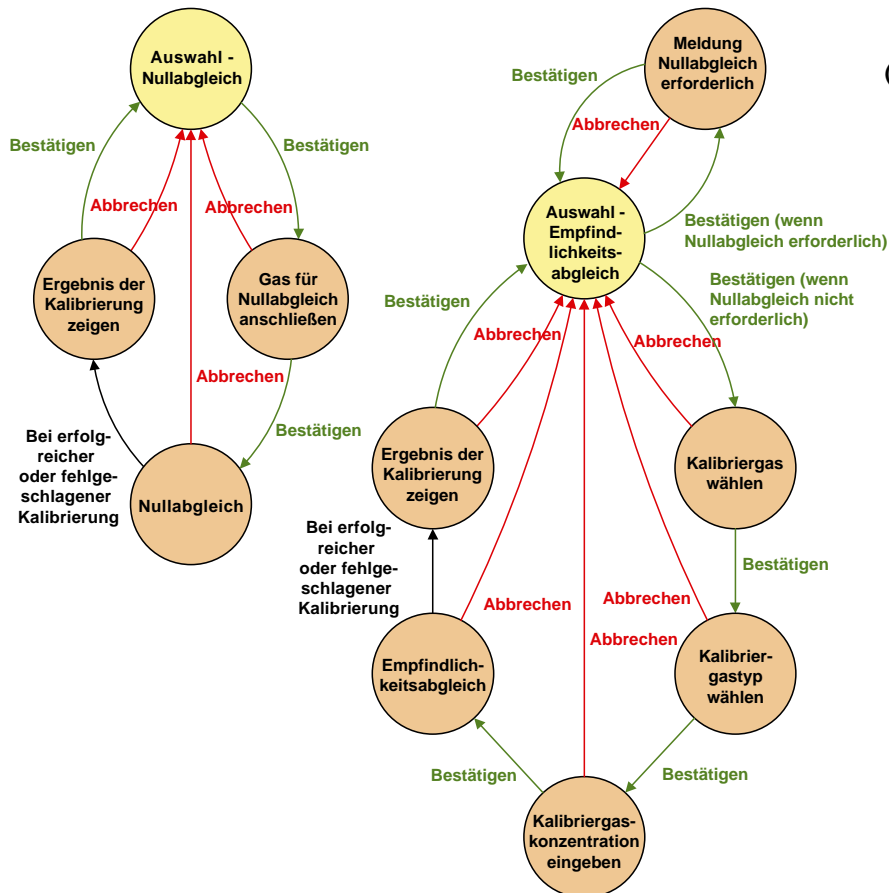 Auswahl -
Nullabgleich
Bestätigen
Bestätigen
Abbrechen
Abbrechen
Ergebnis der
Kalibrierung
zeigen
Gas für
Nullabgleich
anschließen
Abbrechen
Bestätigen
Bei erfolg-
reicher
oder fehlge-
schlagener
Kalibrierung
Nullabgleich
Meldung
Nullabgleich
erforderlich
Bestätigen
Abbrechen
Auswahl -
Empfind-
lichkeits-
abgleich
Bestätigen (wenn
Nullabgleich erforderlich)
Bestätigen (wenn
Nullabgleich nicht
erforderlich)
Bestätigen
Abbrechen
Abbrechen
Ergebnis der
Kalibrierung
zeigen
Kalibriergas
wählen
Bei erfolg-
reicher
oder fehlge-
schlagener
Kalibrierung
Bestätigen
Abbrechen
Abbrechen
Abbrechen
Empfindlich-
keitsabgleich
Kalibrier-
gastyp
wählen
Bestätigen
Bestätigen
Kalibriergas-
konzentration
eingeben